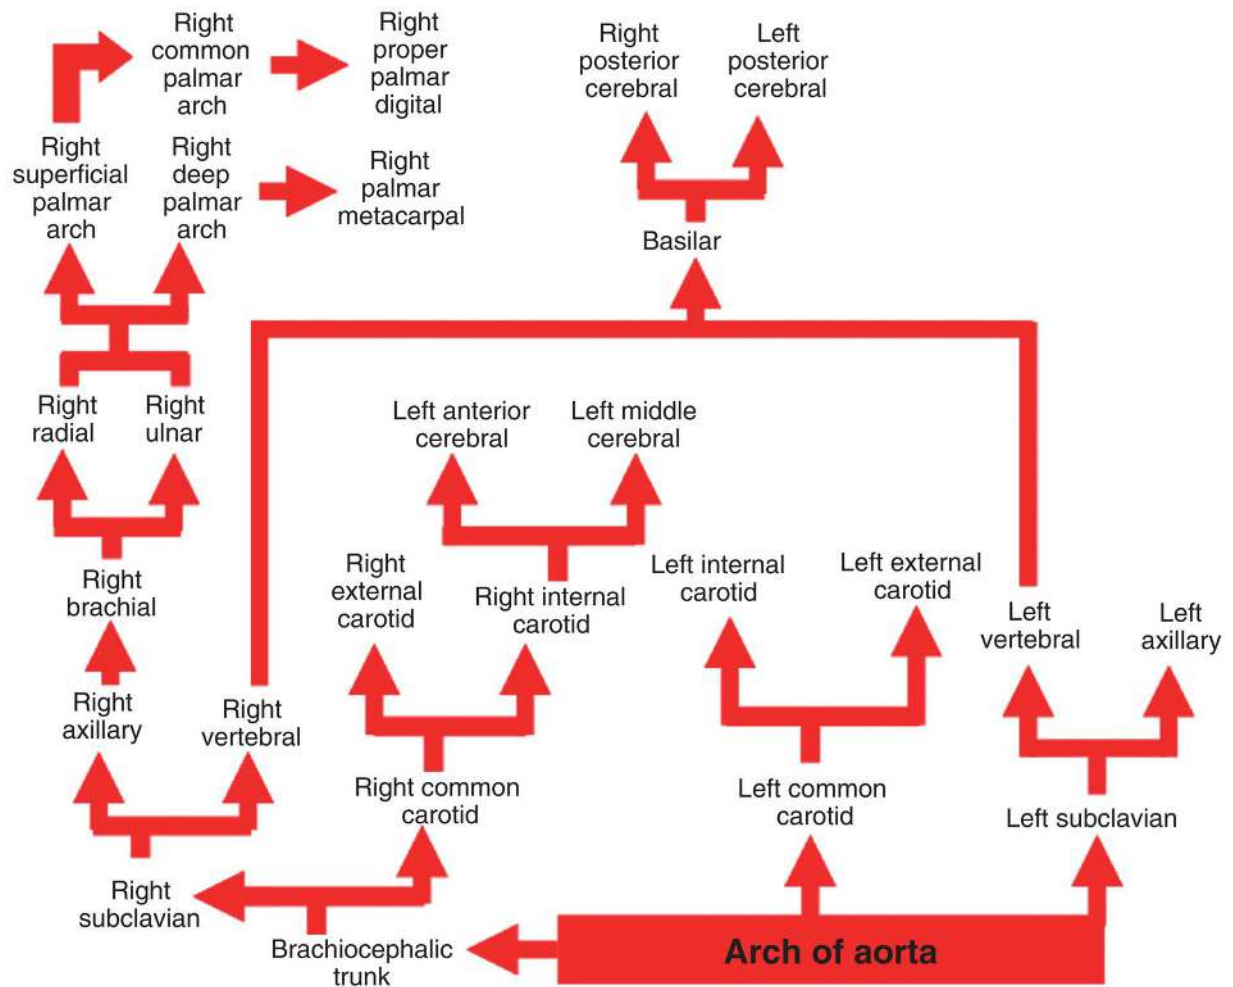 Right
common
palmar
arch
Right
proper
palmar
digital
Right
posterior
cerebral
Left
posterior
cerebral
Right
superficial
palmar
arch
Right
deep
palmar
arch
Right
palmar
metacarpal
Basilar
Right
radial
Right
ulnar
Left anterior
cerebral
Left middle
cerebral
Right
brachial
Right
external
carotid
Right internal
carotid
Left internal
carotid
Left external
carotid
Left
vertebral
Left
axillary
Right
axillary
Right
vertebral
Right common
carotid
Left common
carotid
Left subclavian
Right
subclavian
Brachiocephalic
trunk
Arch of aorta